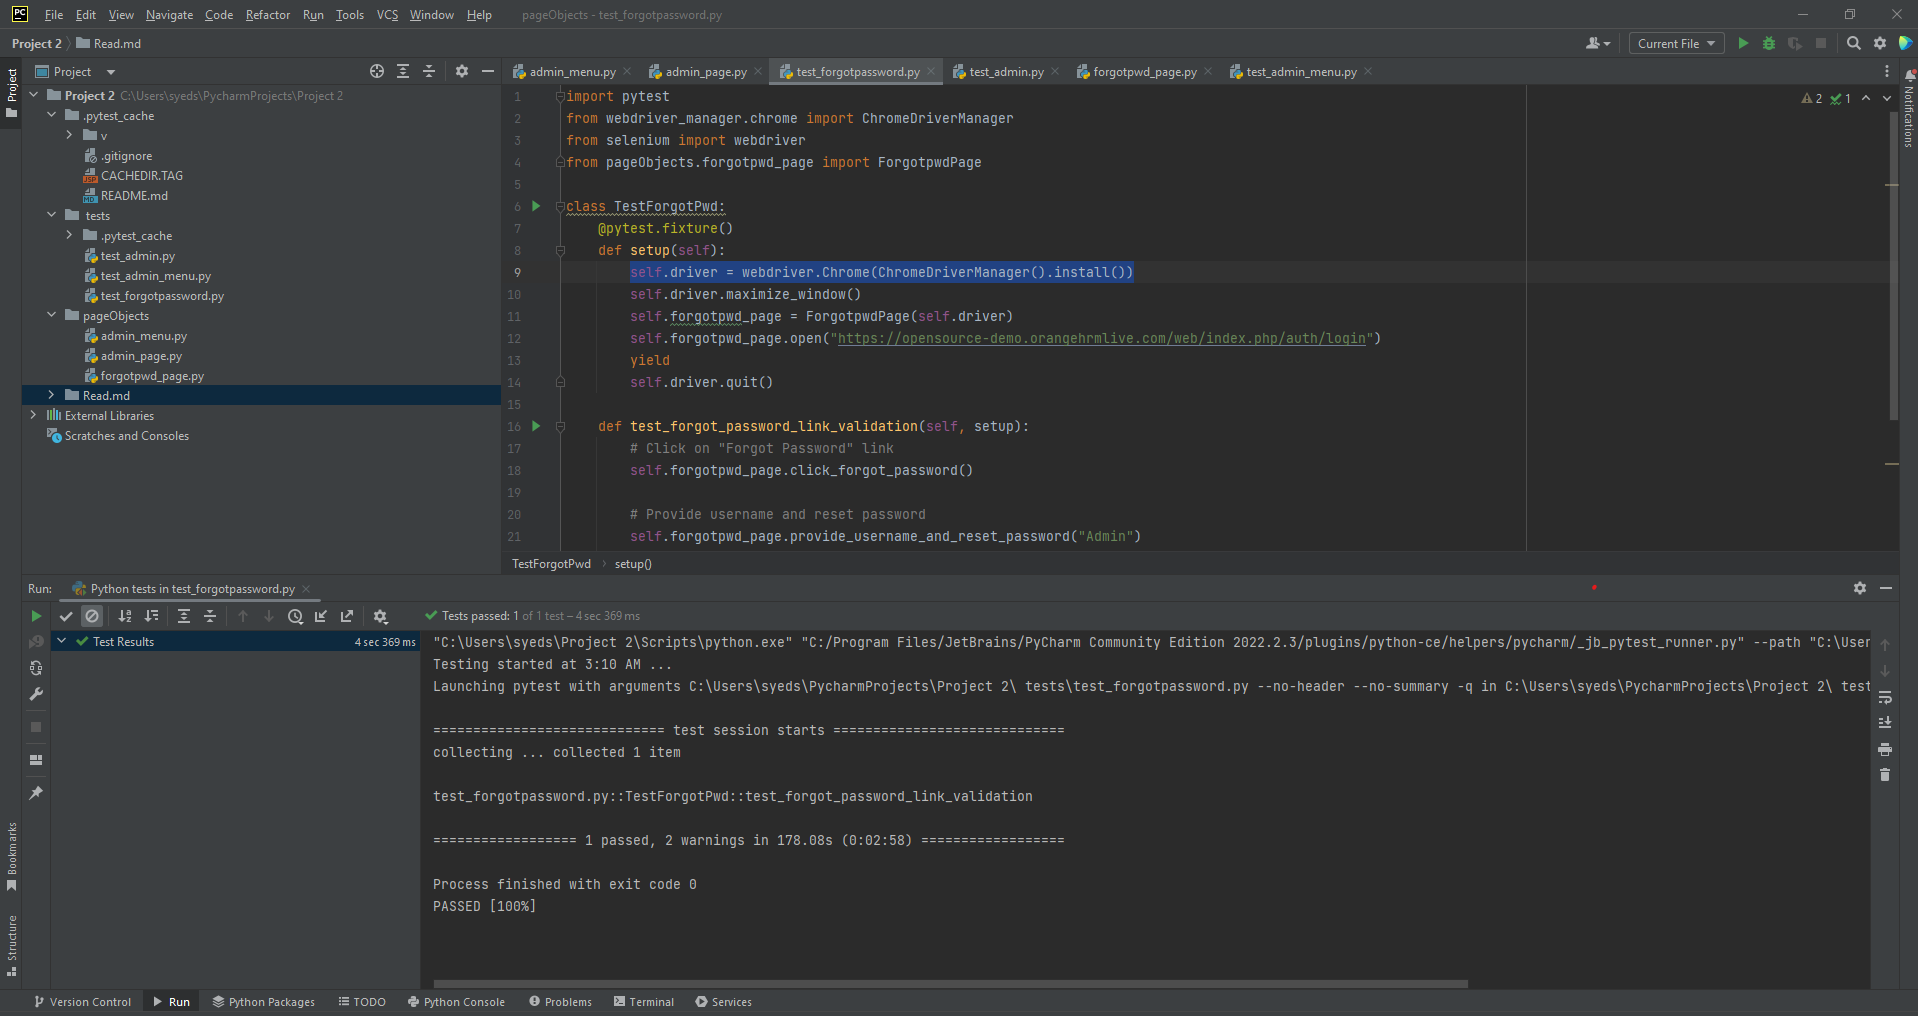 PC File Edit View Navigate Code Refactor Run Tools VCS Window Help pageObjects - test_forgotpassword.py
Project 2 Read.md Current File
Project
admin_menu.py admin_page.py test_forgotpassword.py test_admin.py forgotpwd_page.py test_admin_menu.py
Project
Notifications
Project 2 C:\Users\syeds\PycharmProjects\Project 2
.pytest_cache
v
.gitignore
CACHEDIR.TAG
README.md
tests
.pytest_cache
test_admin.py
test_admin_menu.py
test_forgotpassword.py
pageObjects
admin_menu.py
admin_page.py
forgotpwd_page.py
Read.md
External Libraries
Scratches and Consoles
2 1
1 import pytest
2 from webdriver_manager.chrome import ChromeDriverManager
3 from selenium import webdriver
4 from pageObjects.forgotpwd_page import ForgotpwdPage
5
6 class TestForgotPwd:
7 @pytest.fixture()
8 def setup(self):
9 self.driver = webdriver.Chrome(ChromeDriverManager().install())
10 self.driver.maximize_window()
11 self.forgotpwd_page = ForgotpwdPage(self.driver)
12 self.forgotpwd_page.open("https://opensource-demo.orangehrmlive.com/web/index.php/auth/login")
13 yield
14 self.driver.quit()
15
16 def test_forgot_password_link_validation(self, setup):
17 # Click on "Forgot Password" link
18 self.forgotpwd_page.click_forgot_password()
19
20 # Provide username and reset password
21 self.forgotpwd_page.provide_username_and_reset_password("Admin")
TestForgotPwd setup()
Run: Python tests in test_forgotpassword.py
Tests passed: 1 of 1 test – 4 sec 369 ms
Test Results 4 sec 369 ms
"C:\Users\syeds\Project 2\Scripts\python.exe" "C:/Program Files/JetBrains/PyCharm Community Edition 2022.2.3/plugins/python-ce/helpers/pycharm/_jb_pytest_runner.py" --path "C:\User
Testing started at 3:10 AM ...
Launching pytest with arguments C:\Users\syeds\PycharmProjects\Project 2\ tests\test_forgotpassword.py --no-header --no-summary -q in C:\Users\syeds\PycharmProjects\Project 2\ test
============================= test session starts =============================
collecting ... collected 1 item
test_forgotpassword.py::TestForgotPwd::test_forgot_password_link_validation
================== 1 passed, 2 warnings in 178.08s (0:02:58) ==================
Process finished with exit code 0
PASSED [100%]
Bookmarks
Structure
Version Control Run Python Packages TODO Python Console Problems Terminal Services